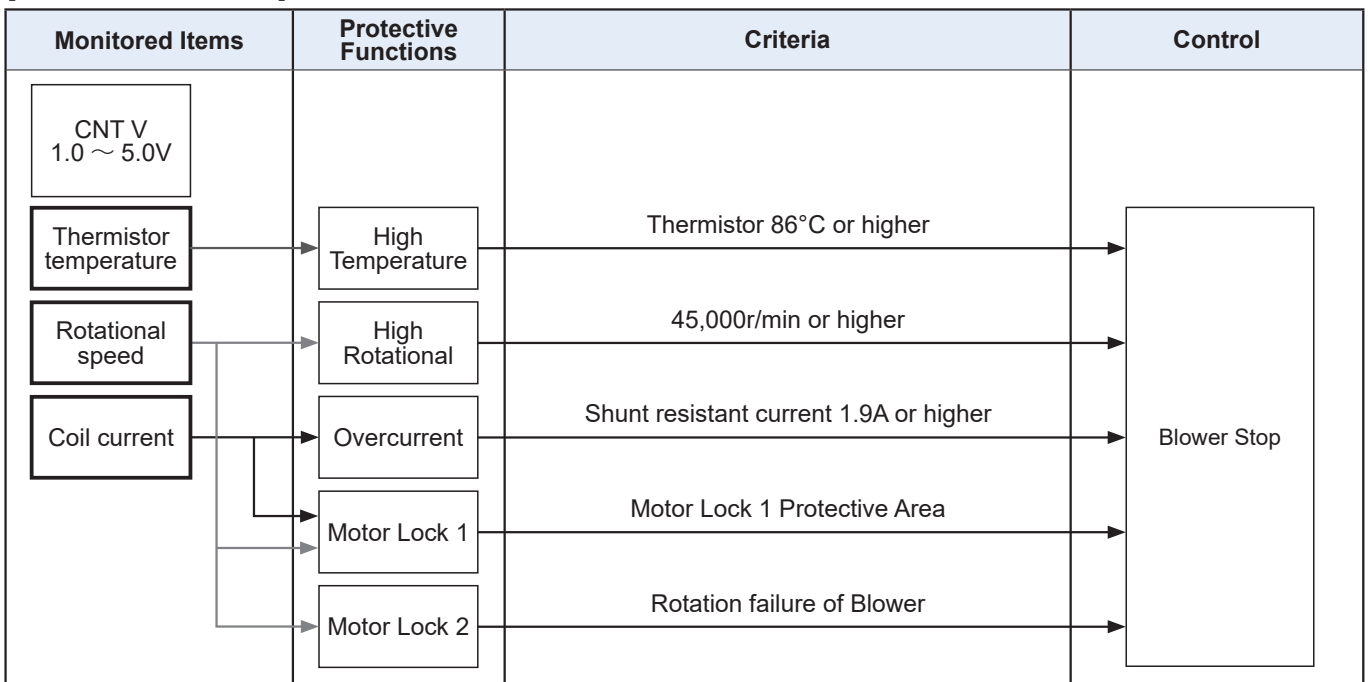 Monitored Items
Protective
Functions
Criteria
Control
CNT V
1.0 ～ 5.0V
Thermistor
temperature
High
Temperature
Thermistor 86°C or higher
Rotational
speed
High
Rotational
45,000r/min or higher
Coil current
Overcurrent
Shunt resistant current 1.9A or higher
Blower Stop
Motor Lock 1
Motor Lock 1 Protective Area
Motor Lock 2
Rotation failure of Blower